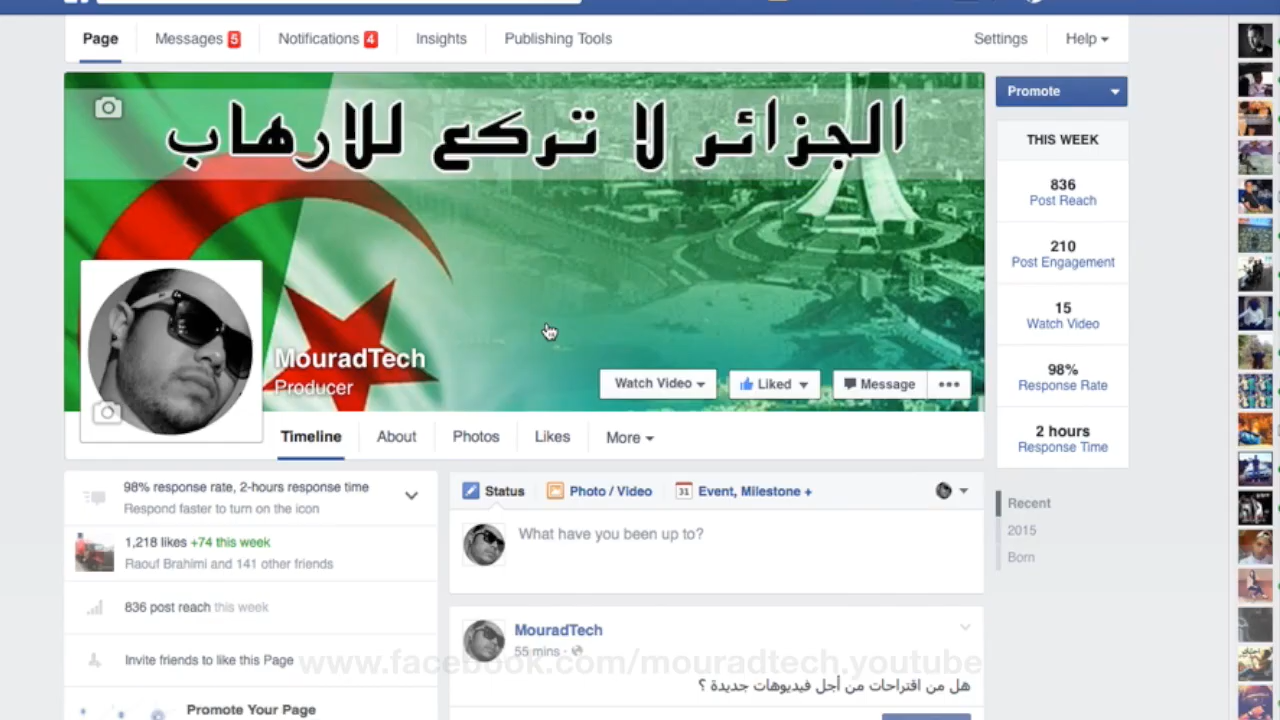 Page
Messages 5
Notifications 4
Insights
Publishing Tools
Settings
Help
الجزائر لا تركع للارهاب
Promote
THIS WEEK
836
Post Reach
210
Post Engagement
15
Watch Video
98%
Response Rate
2 hours
Response Time
MouradTech
Producer
Watch Video
Liked
Message
Timeline
About
Photos
Likes
More
Recent
2015
Born
98% response rate, 2-hours response time
Respond faster to turn on the icon
1,218 likes +74 this week
Raouf Brahimi and 141 other friends
836 post reach this week
Invite friends to like this Page
Promote Your Page
Status
Photo / Video
31 Event, Milestone +
What have you been up to?
MouradTech
55 mins ·
www.facebook.com/mouradtech.youtube
هل من اقتراحات من أجل فيديوهات جديدة ؟